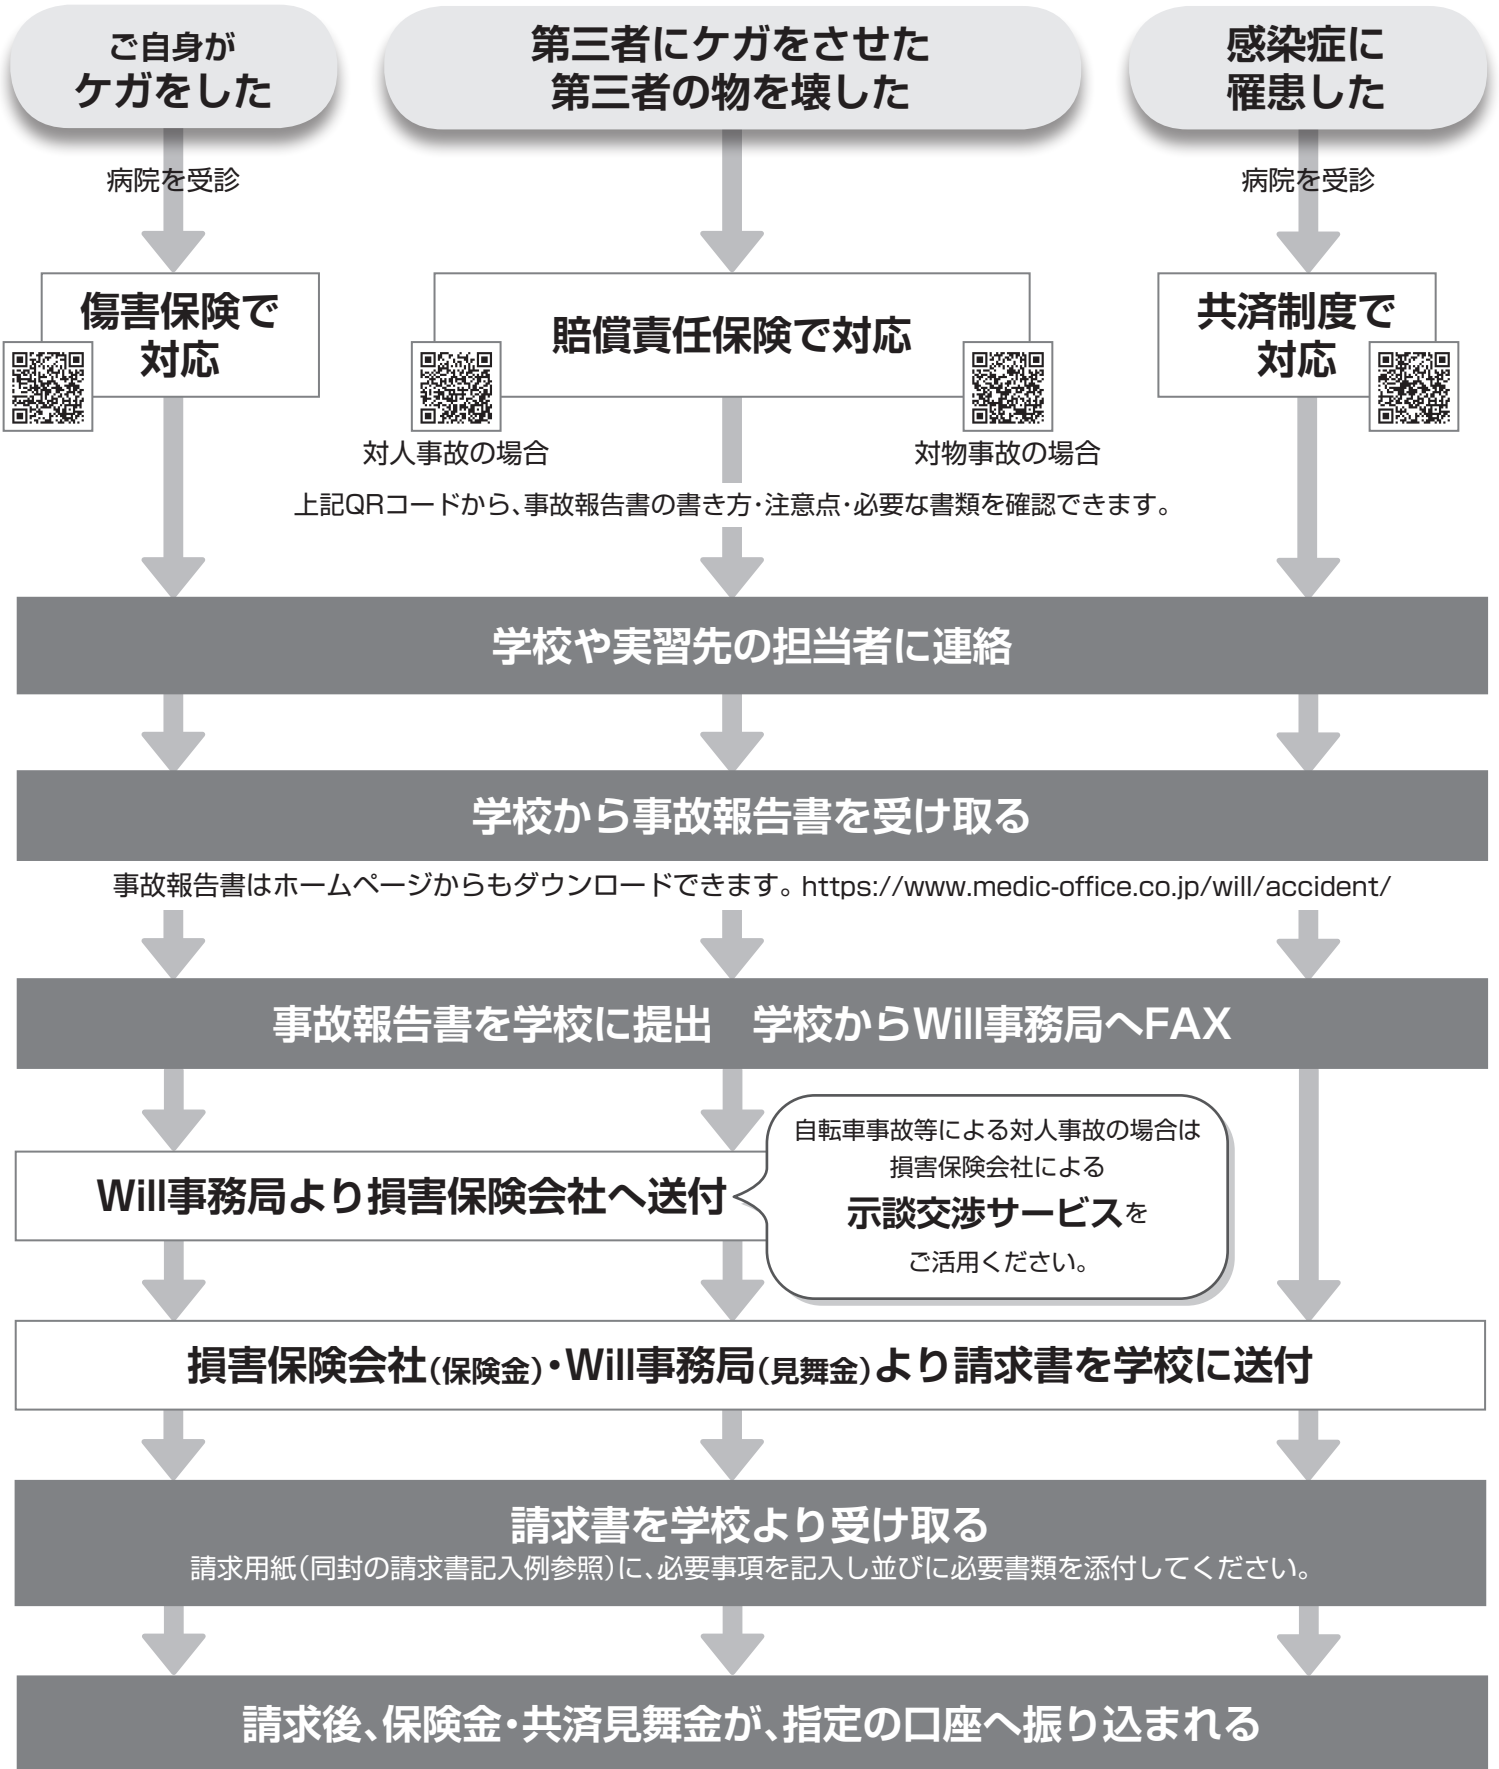 ご自身が
ケガをした
第三者にケガをさせた
第三者の物を壊した
感染症に
罹患した
病院を受診
病院を受診
傷害保険で
対応
賠償責任保険で対応
共済制度で
対応
対人事故の場合
対物事故の場合
上記QRコードから、事故報告書の書き方・注意点・必要な書類を確認できます。
学校や実習先の担当者に連絡
学校から事故報告書を受け取る
事故報告書はホームページからもダウンロードできます。https://www.medic-office.co.jp/will/accident/
事故報告書を学校に提出　学校からWill事務局へFAX
Will事務局より損害保険会社へ送付
自転車事故等による対人事故の場合は
損害保険会社による
示談交渉サービスを
ご活用ください。
損害保険会社(保険金)・Will事務局(見舞金)より請求書を学校に送付
請求書を学校より受け取る
請求用紙(同封の請求書記入例参照)に、必要事項を記入し並びに必要書類を添付してください。
請求後、保険金・共済見舞金が、指定の口座へ振り込まれる